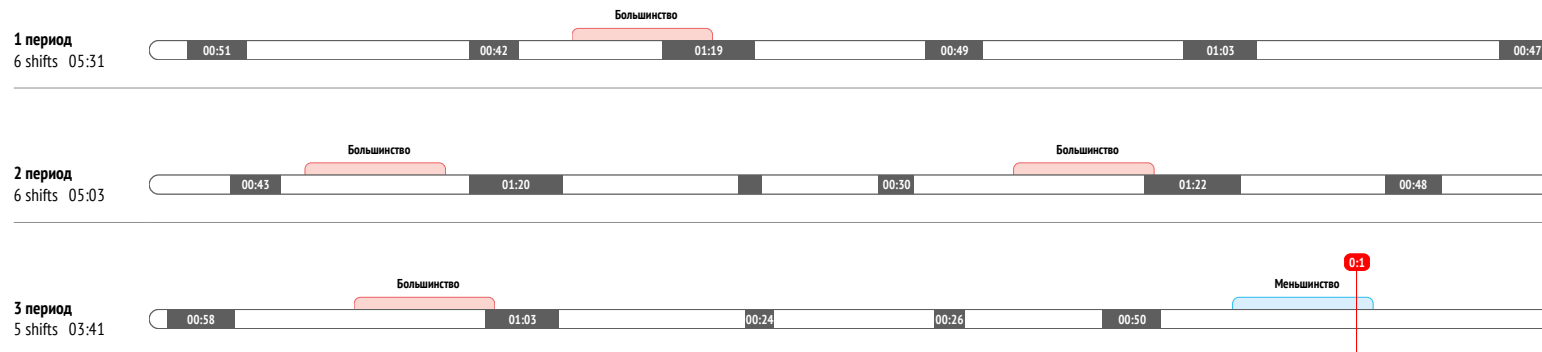 Большинство
1 период
6 shifts 05:31
00:51 00:42 01:19 00:49 01:03 00:47
Большинство Большинство
2 период
6 shifts 05:03
00:43 01:20 00:30 01:22 00:48
0:1
Большинство Меньшинство
3 период
5 shifts 03:41
00:58 01:03 00:24 00:26 00:50